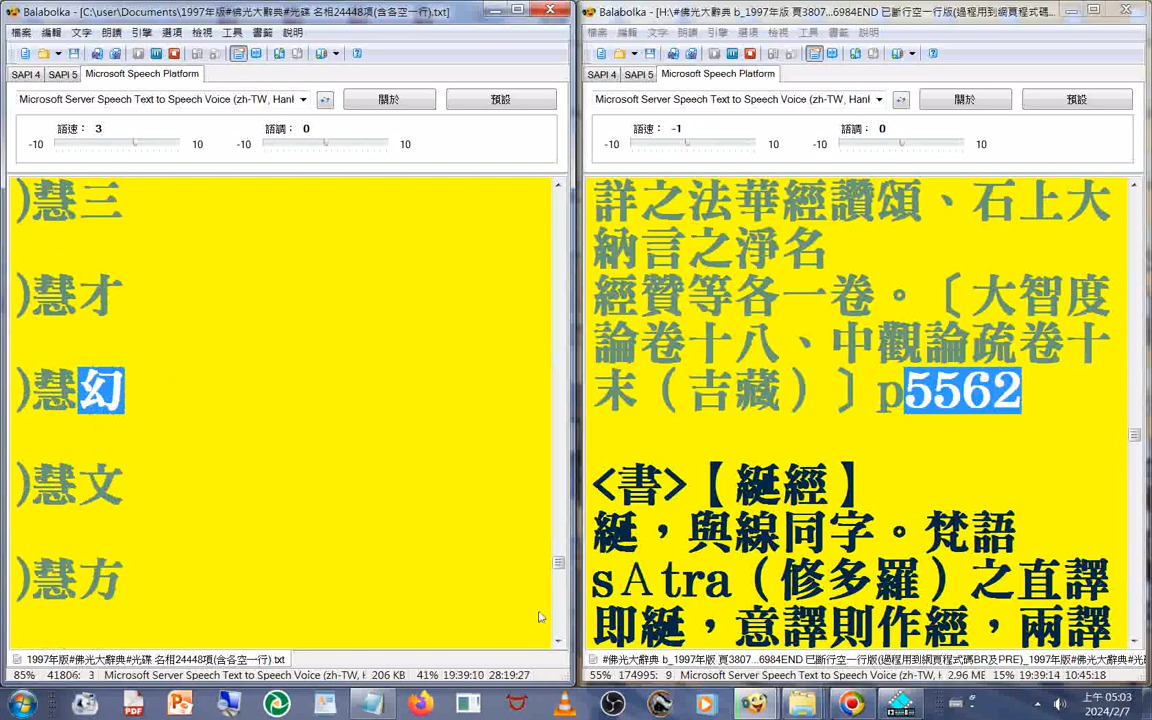 Balabolka - [C:\user\Documents\1997年版#佛光大辭典#光碟 名相24448項(含各空一行).txt]
檔案 編輯 文字 朗讀 引擎 選項 檢視 工具 書籤 說明
SAPI 4 SAPI 5 Microsoft Speech Platform
Microsoft Server Speech Text to Speech Voice (zh-TW, Hanl
關於
預設
語速： 3
語調： 0
-10 10 -10 10
)慧三
)慧才
)慧幻
)慧文
)慧方
1997年版#佛光大辭典#光碟 名相24448項(含各空一行).txt
85% 41806: 3 Microsoft Server Speech Text to Speech Voice (zh-TW, H 206 KB 41% 19:39:10 28:19:27
Balabolka - [H:\#佛光大辭典 b_1997年版 頁3807...6984END 已斷行空一行版(過程用到網頁程式碼...
檔案 編輯 文字 朗讀 引擎 選項 檢視 工具 書籤 說明
SAPI 4 SAPI 5 Microsoft Speech Platform
Microsoft Server Speech Text to Speech Voice (zh-TW, Hanl
關於
預設
語速： -1
語調： 0
-10 10 -10 10
詳之法華經讚頌、石上大
納言之淨名
經贊等各一卷。〔大智度
論卷十八、中觀論疏卷十
末（吉藏）〕p5562
<書>【綖經】
綖，與線同字。梵語
sＡtra（修多羅）之直譯
即綖，意譯則作經，兩譯
#佛光大辭典 b_1997年版 頁3807...6984END 已斷行空一行版(過程用到網頁程式碼BR及PRE)_1997年版#佛光
55% 174995: 9 Microsoft Server Speech Text to Speech Voice (zh-TW, H 2.96 ME 15% 19:39:14 10:45:18
上午 05:03
2024/2/7